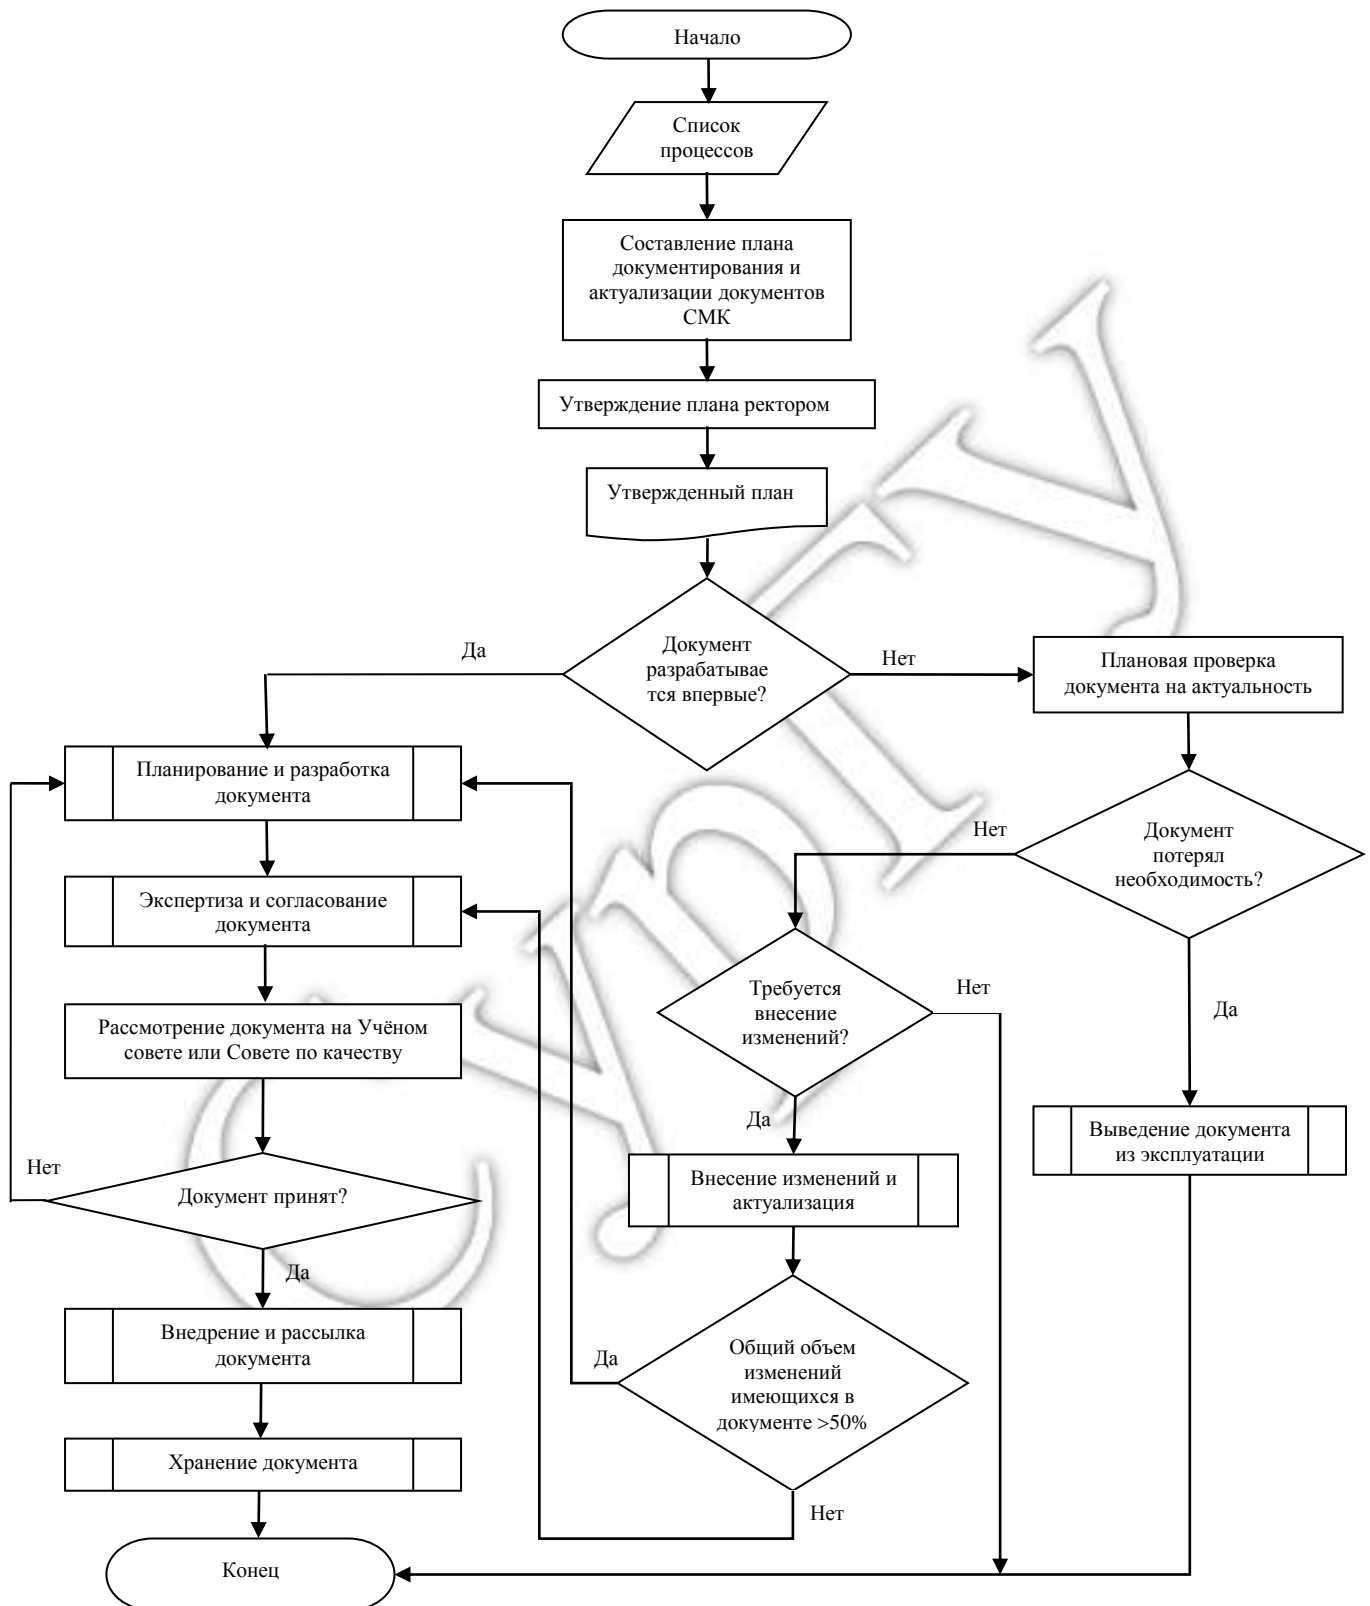 Начало
Список
процессов
Составление плана
документирования и
актуализации документов
СМК
Утверждение плана ректором
Утвержденный план
Документ
разрабатывае
тся впервые?
Да
Нет
Плановая проверка
документа на актуальность
Планирование и разработка
документа
Документ
потерял
необходимость?
Нет
Да
Экспертиза и согласование
документа
Требуется
внесение
изменений?
Нет
Да
Рассмотрение документа на Учёном
совете или Совете по качеству
Выведение документа
из эксплуатации
Документ принят?
Нет
Да
Внесение изменений и
актуализация
Внедрение и рассылка
документа
Общий объем
изменений
имеющихся в
документе >50%
Да
Нет
Хранение документа
Конец
СурГУ